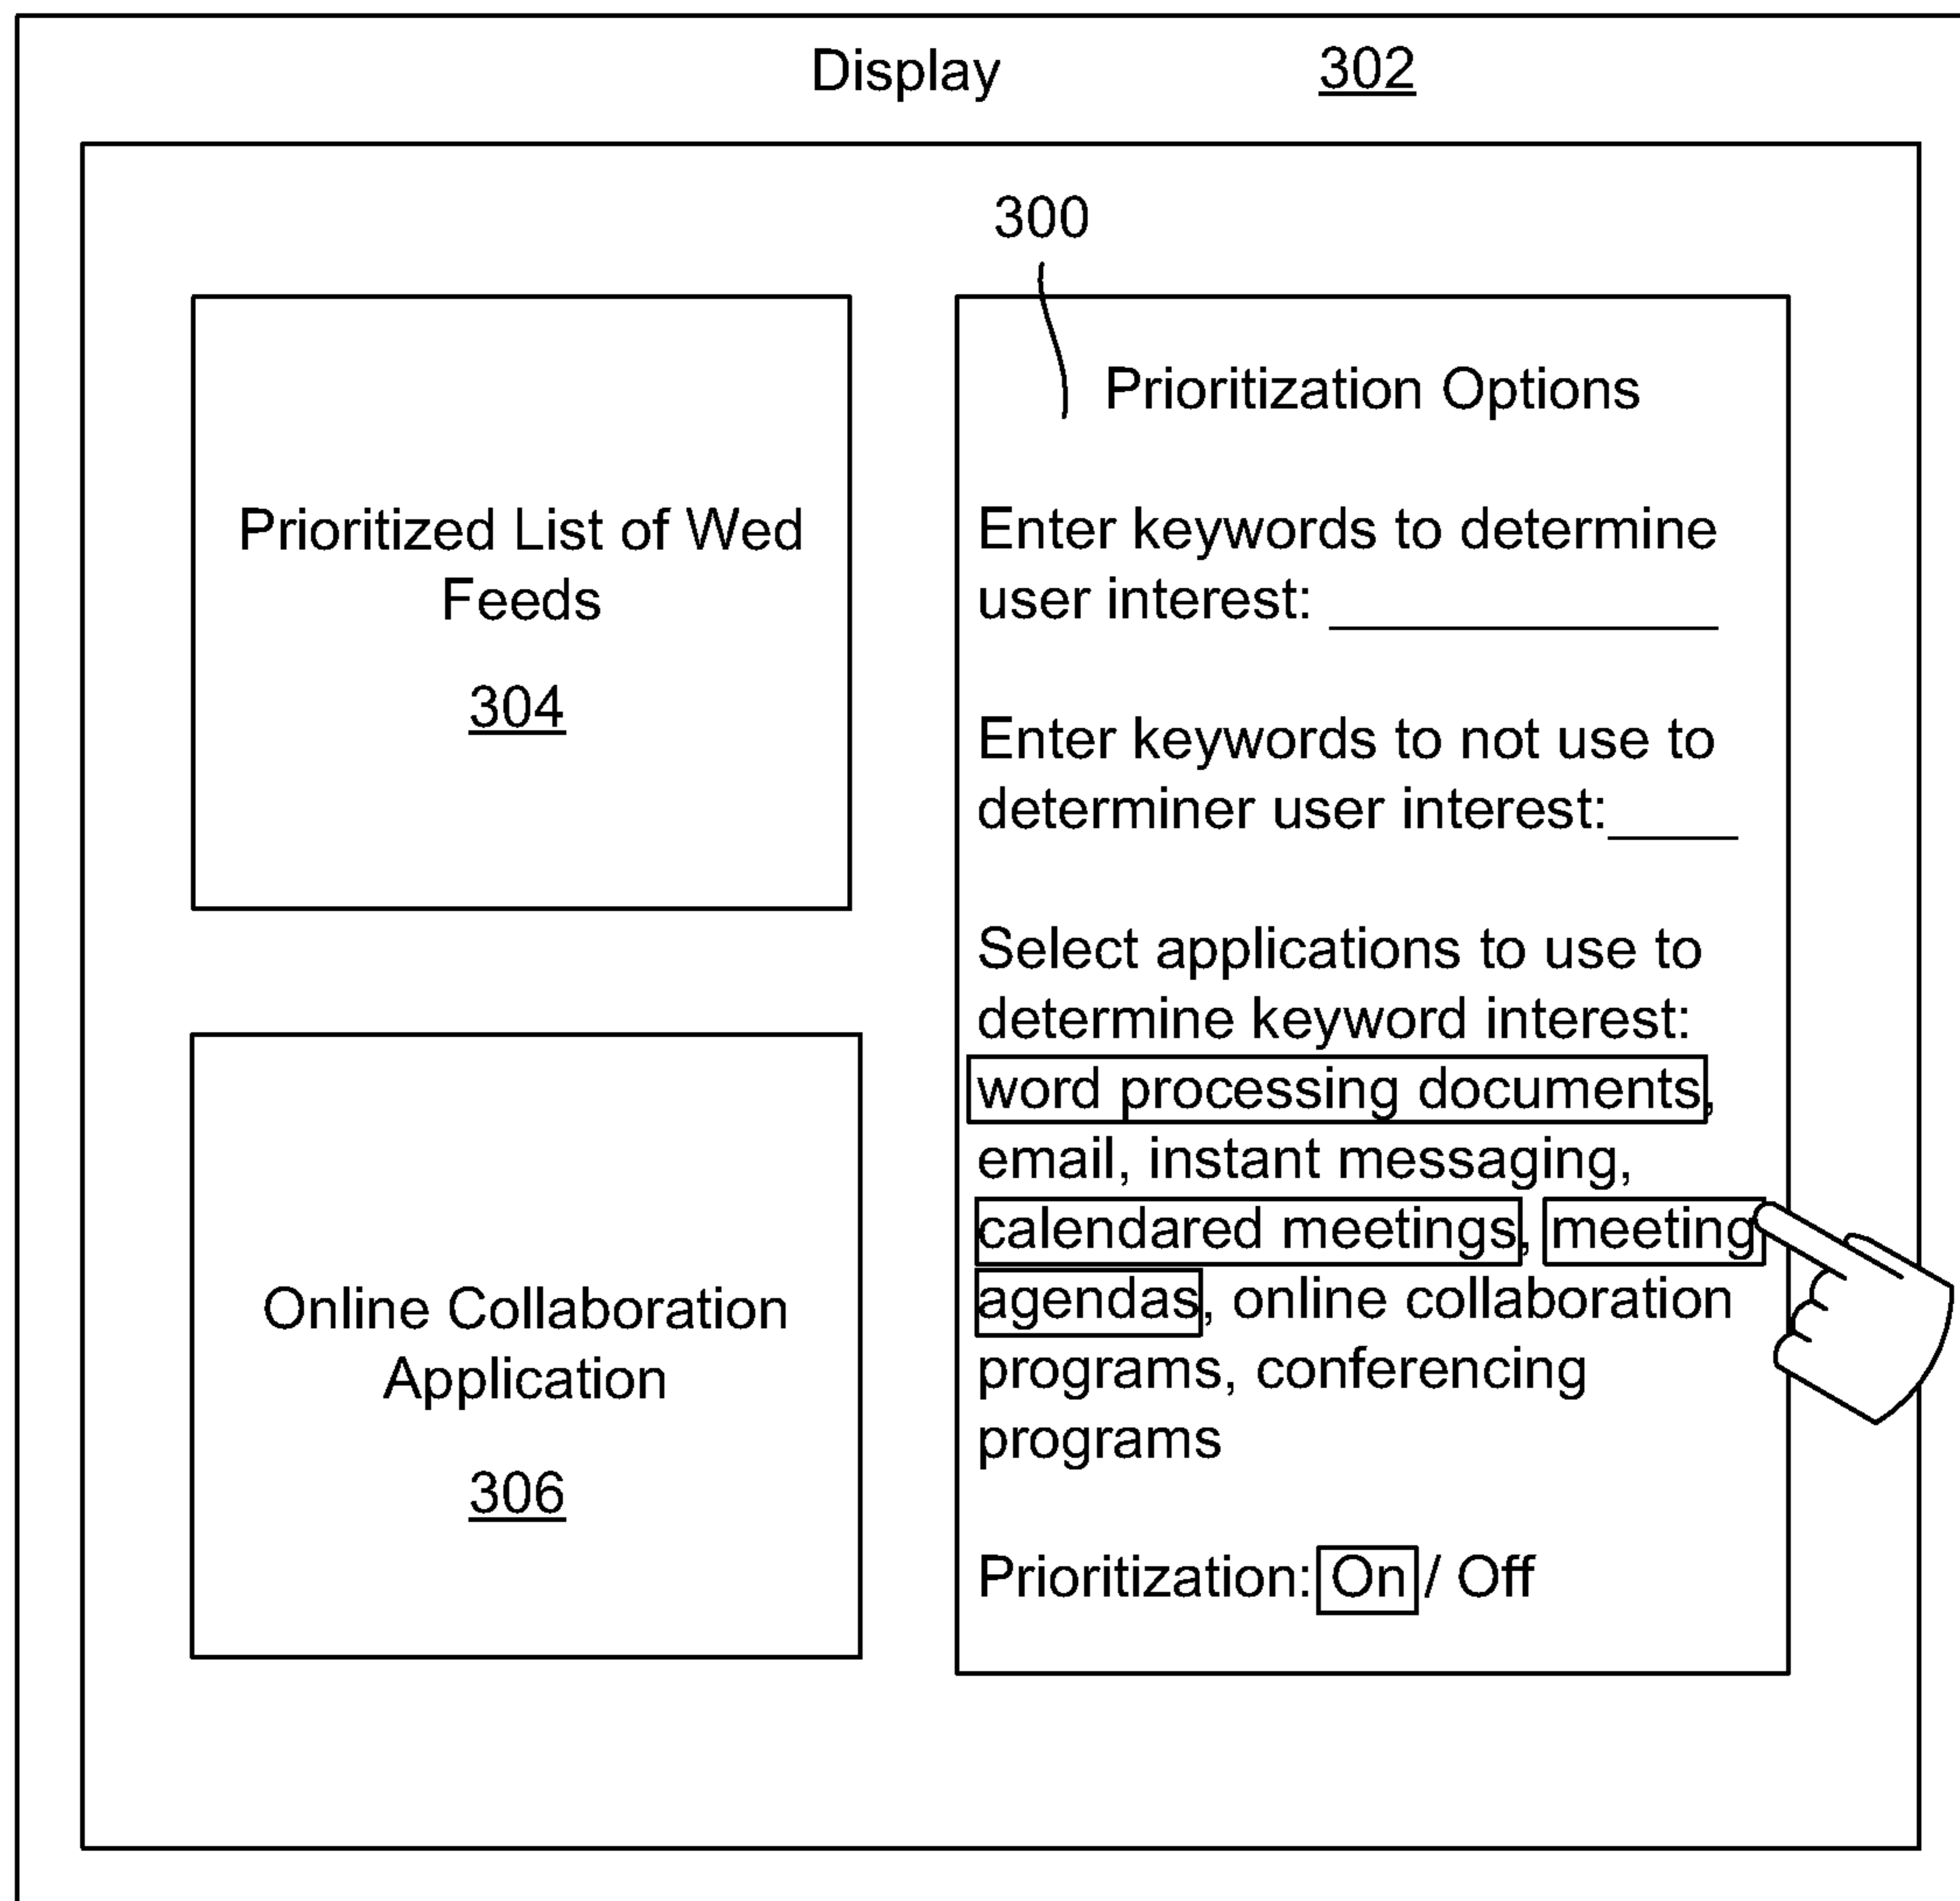 Display 302
300
Prioritized List of Wed
Feeds
304
Online Collaboration
Application
306
Prioritization Options
Enter keywords to determine
user interest: ____________
Enter keywords to not use to
determiner user interest:____
Select applications to use to
determine keyword interest:
word processing documents,
email, instant messaging,
calendared meetings, meeting
agendas, online collaboration
programs, conferencing
programs
Prioritization: On / Off